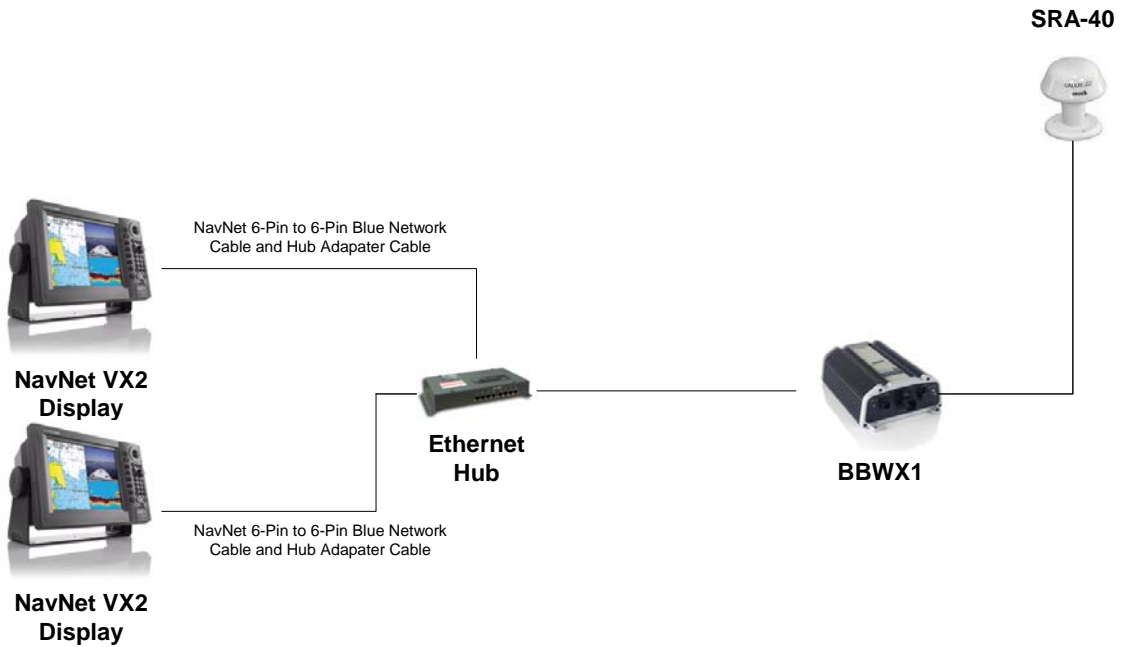 SRA-40
NavNet 6-Pin to 6-Pin Blue Network
Cable and Hub Adapater Cable
NavNet VX2
Display
Ethernet
Hub
BBWX1
NavNet 6-Pin to 6-Pin Blue Network
Cable and Hub Adapater Cable
NavNet VX2
Display